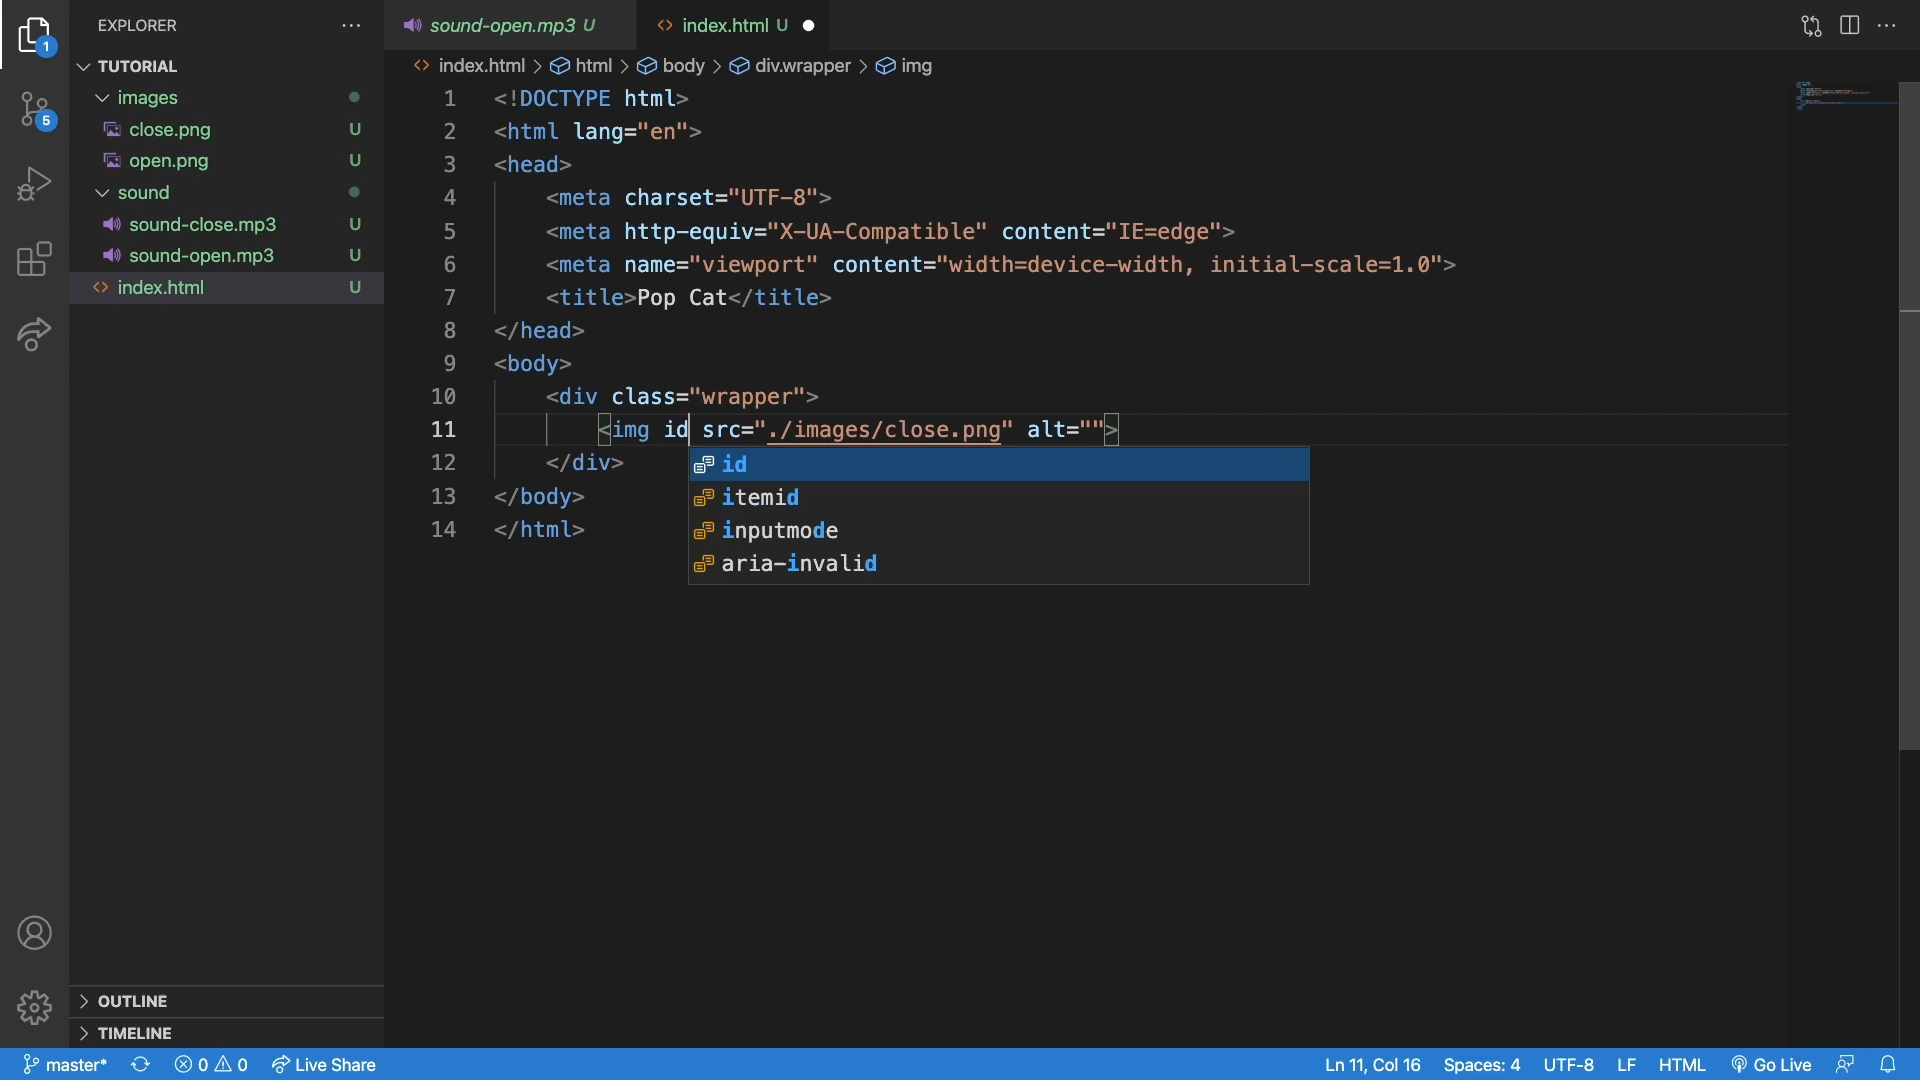 EXPLORER
TUTORIAL
images
close.png U
open.png U
sound
sound-close.mp3 U
sound-open.mp3 U
index.html U
OUTLINE
TIMELINE
sound-open.mp3 U
index.html U
index.html > html > body > div.wrapper > img
1 <!DOCTYPE html>
2 <html lang="en">
3 <head>
4 <meta charset="UTF-8">
5 <meta http-equiv="X-UA-Compatible" content="IE=edge">
6 <meta name="viewport" content="width=device-width, initial-scale=1.0">
7 <title>Pop Cat</title>
8 </head>
9 <body>
10 <div class="wrapper">
11 <img id src="./images/close.png" alt="">
12 </div>
13 </body>
14 </html>
id
itemid
inputmode
aria-invalid
1
5
master* 0 0 Live Share
Ln 11, Col 16 Spaces: 4 UTF-8 LF HTML Go Live